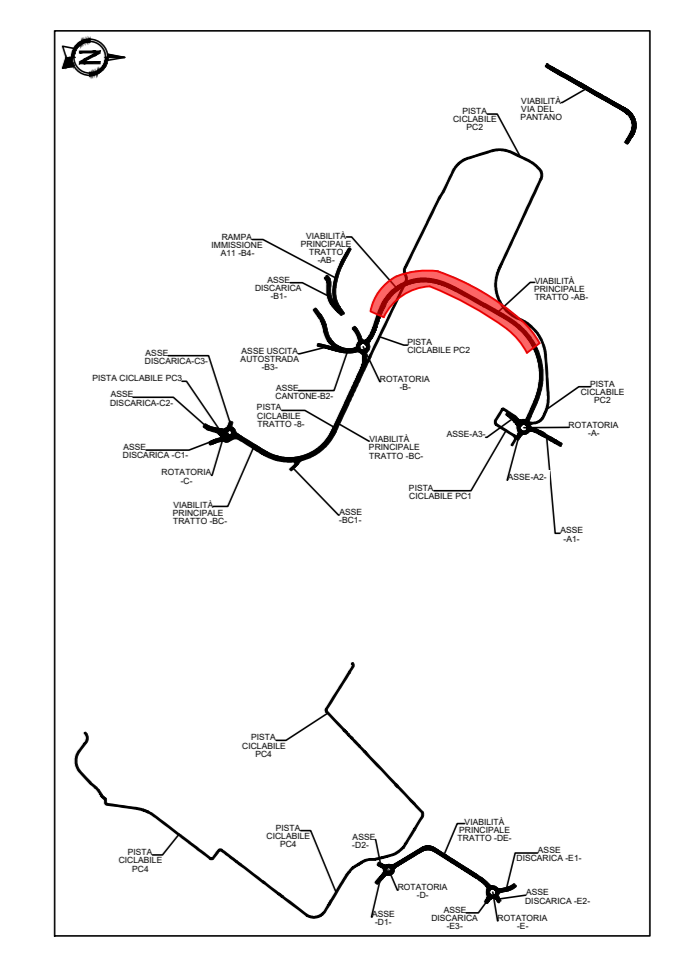 N
VIABILITÀ
VIA DEL
PANTANO
PISTA
CICLABILE
PC2
RAMPA
IMMISSIONE
A11 -B4-
VIABILITÀ
PRINCIPALE
TRATTO
-AB-
ASSE
DISCARICA
-B1-
VIABILITÀ
PRINCIPALE
TRATTO -AB-
PISTA
CICLABILE PC2
ASSE USCITA
AUTOSTRADA
-B3-
ASSE
DISCARICA-C3-
PISTA CICLABILE PC3
ASSE
DISCARICA-C2-
ROTATORIA
-B-
ASSE
CANTONE-B2-
PISTA
CICLABILE
PC2
PISTA
CICLABILE
TRATTO -8-
ROTATORIA
-A-
ASSE-A3-
VIABILITÀ
PRINCIPALE
TRATTO -BC-
ASSE
DISCARICA -C1-
ROTATORIA
-C-
ASSE-A2-
PISTA
CICLABILE PC1
VIABILITÀ
PRINCIPALE
TRATTO -BC-
ASSE
-BC1-
ASSE
-A1-
PISTA
CICLABILE
PC4
VIABILITÀ
PRINCIPALE
TRATTO -DE-
PISTA
CICLABILE
PC4
ASSE
-D2-
PISTA
CICLABILE
PC4
ASSE
DISCARICA -E1-
ROTATORIA
-D-
ASSE
DISCARICA -E2-
ASSE
-D1-
ASSE
DISCARICA
-E3-
ROTATORIA
-E-